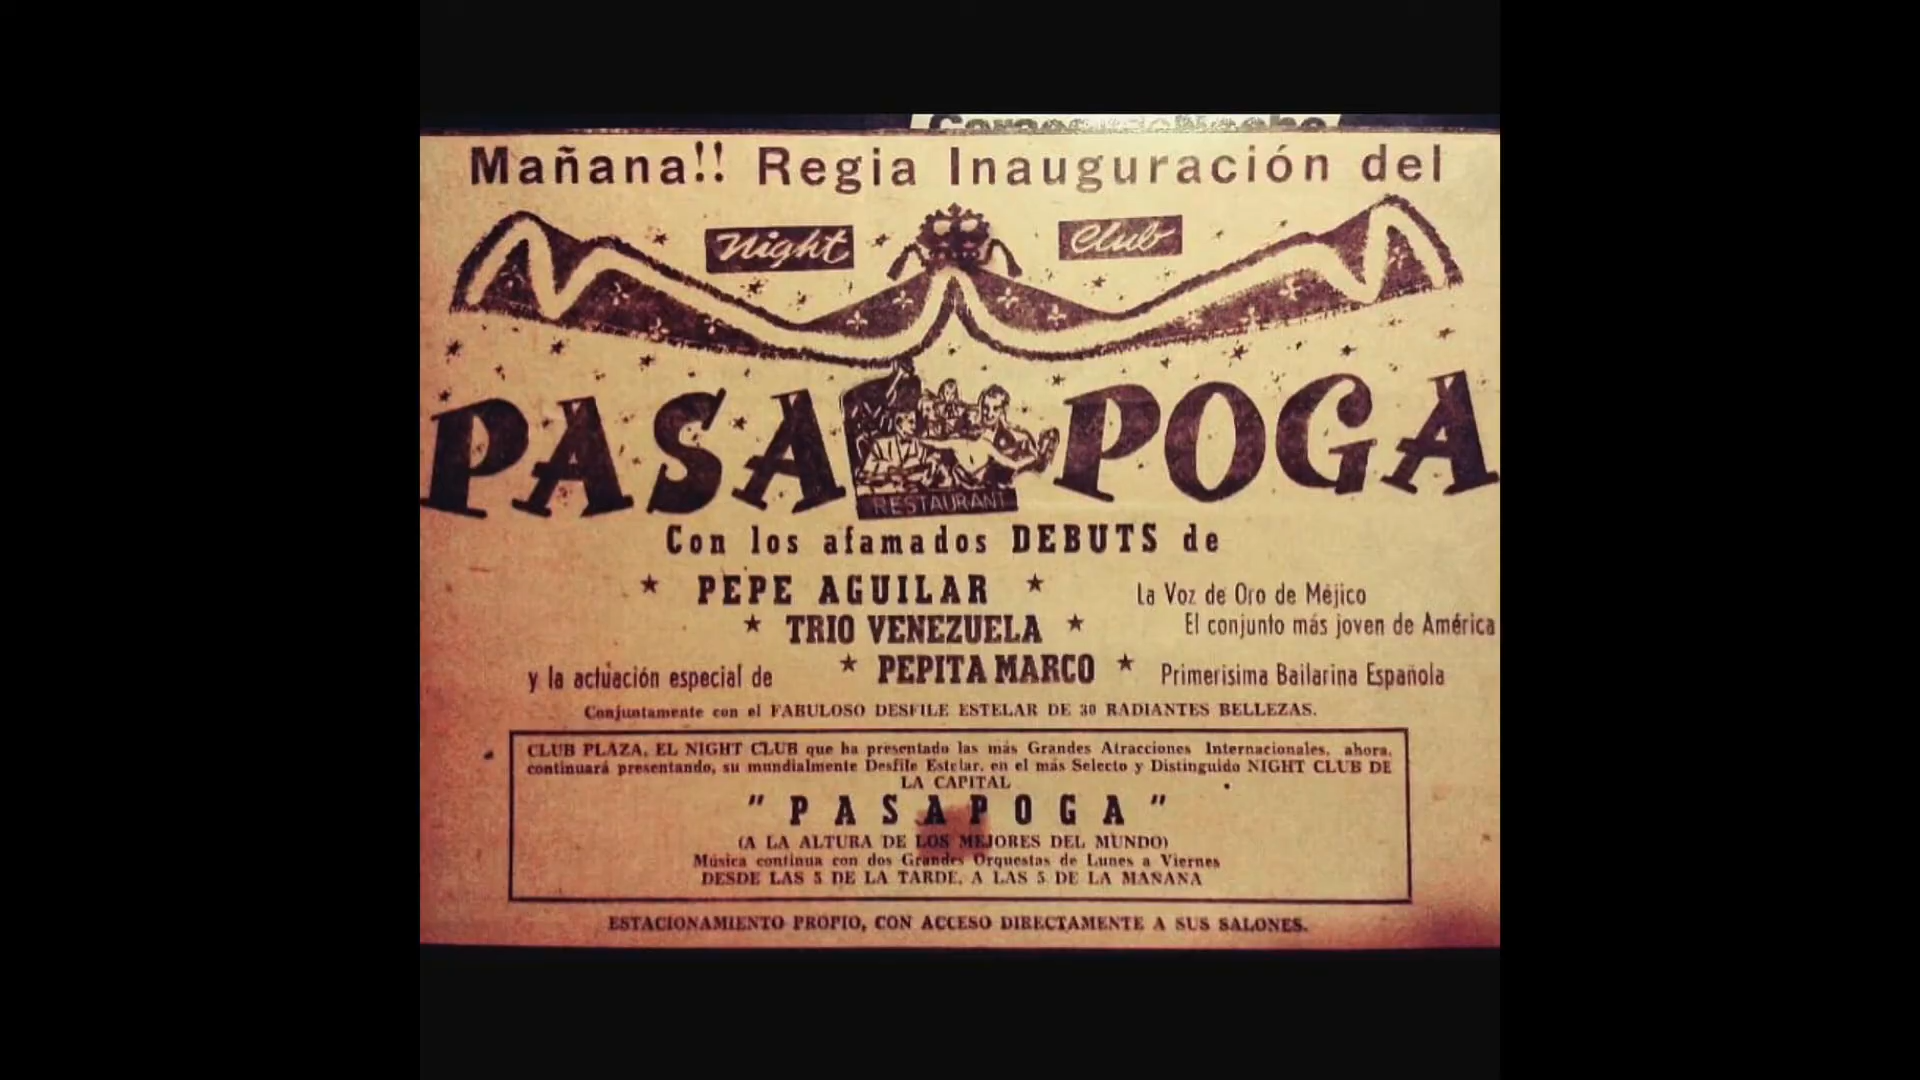 Mañana!! Regia Inauguración del
Night Club
PASA POGA
RESTAURANT
Con los afamados DEBUTS de
★ PEPE AGUILAR ★ La Voz de Oro de Méjico
★ TRIO VENEZUELA ★ El conjunto más joven de América
y la actuación especial de ★ PEPITA MARCO ★ Primerisima Bailarina Española
Conjuntamente con el FABULOSO DESFILE ESTELAR DE 30 RADIANTES BELLEZAS.
CLUB PLAZA, EL NIGHT CLUB que ha presentado las más Grandes Atracciones Internacionales, ahora,
continuará presentando, su mundialmente Desfile Estelar, en el más Selecto y Distinguido NIGHT CLUB DE
LA CAPITAL
" PASAPOGA "
(A LA ALTURA DE LOS MEJORES DEL MUNDO)
Música continua con dos Grandes Orquestas de Lunes a Viernes
DESDE LAS 5 DE LA TARDE, A LAS 5 DE LA MAÑANA
ESTACIONAMIENTO PROPIO, CON ACCESO DIRECTAMENTE A SUS SALONES.